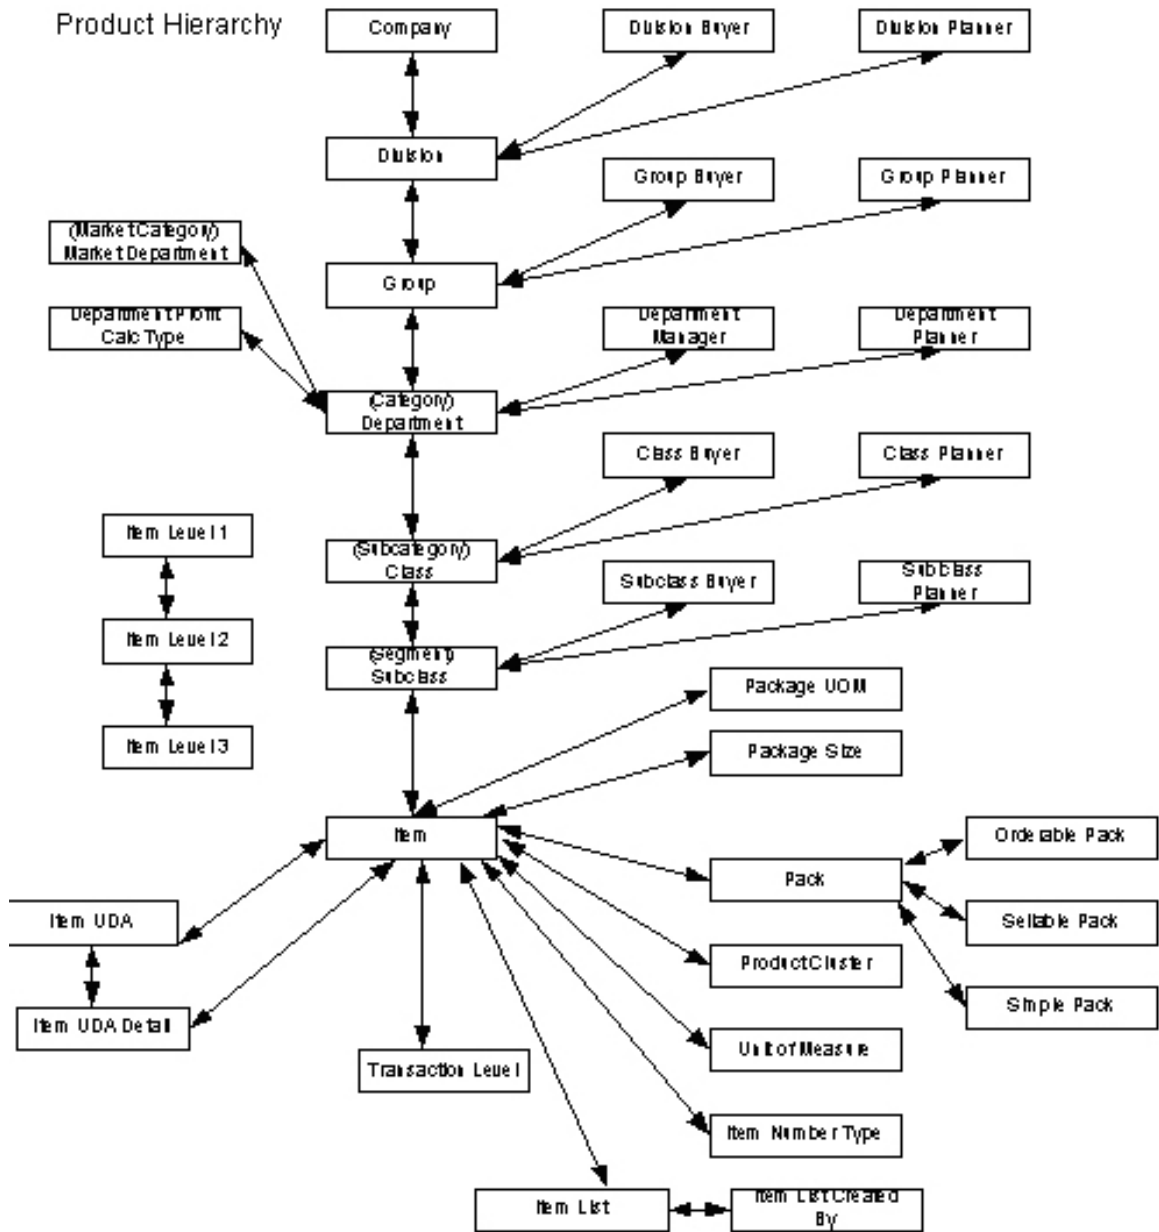 Product Hierarchy
Company
Division Buyer
Division Planner
Division
Group Buyer
Group Planner
(Market Category)
Market Department
Group
Department Profit
Calc Type
Department
Manager
Department
Planner
(Category)
Department
Class Buyer
Class Planner
Item Level 1
(Subcategory)
Class
Subclass Buyer
Subclass
Planner
Item Level 2
(Segment)
Subclass
Package UOM
Item Level 3
Package Size
Item
Orderable Pack
Pack
Item UDA
Sellable Pack
Product Cluster
Item UDA Detail
Simple Pack
Unit of Measure
Transaction Level
Item Number Type
Item List
Item List Created
By